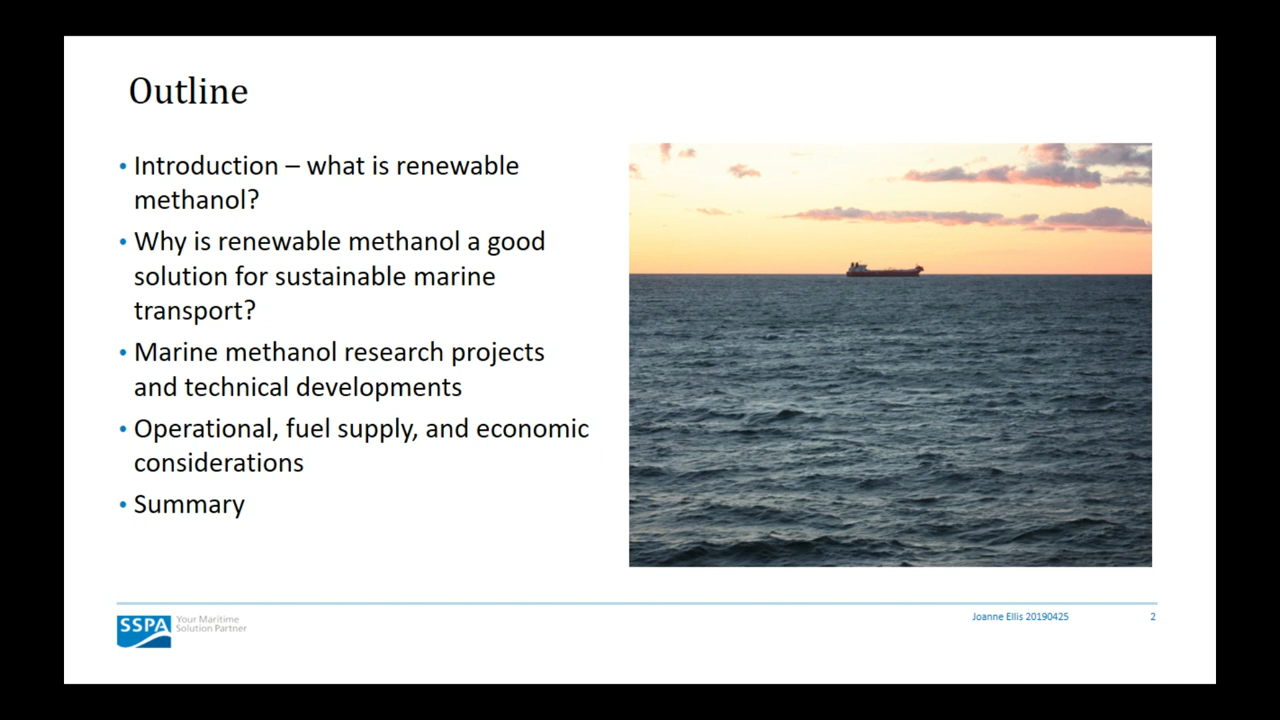 Outline
• Introduction – what is renewable
methanol?
• Why is renewable methanol a good
solution for sustainable marine
transport?
• Marine methanol research projects
and technical developments
• Operational, fuel supply, and economic
considerations
• Summary
SSPA Your Maritime
Solution Partner
Joanne Ellis 20190425
2